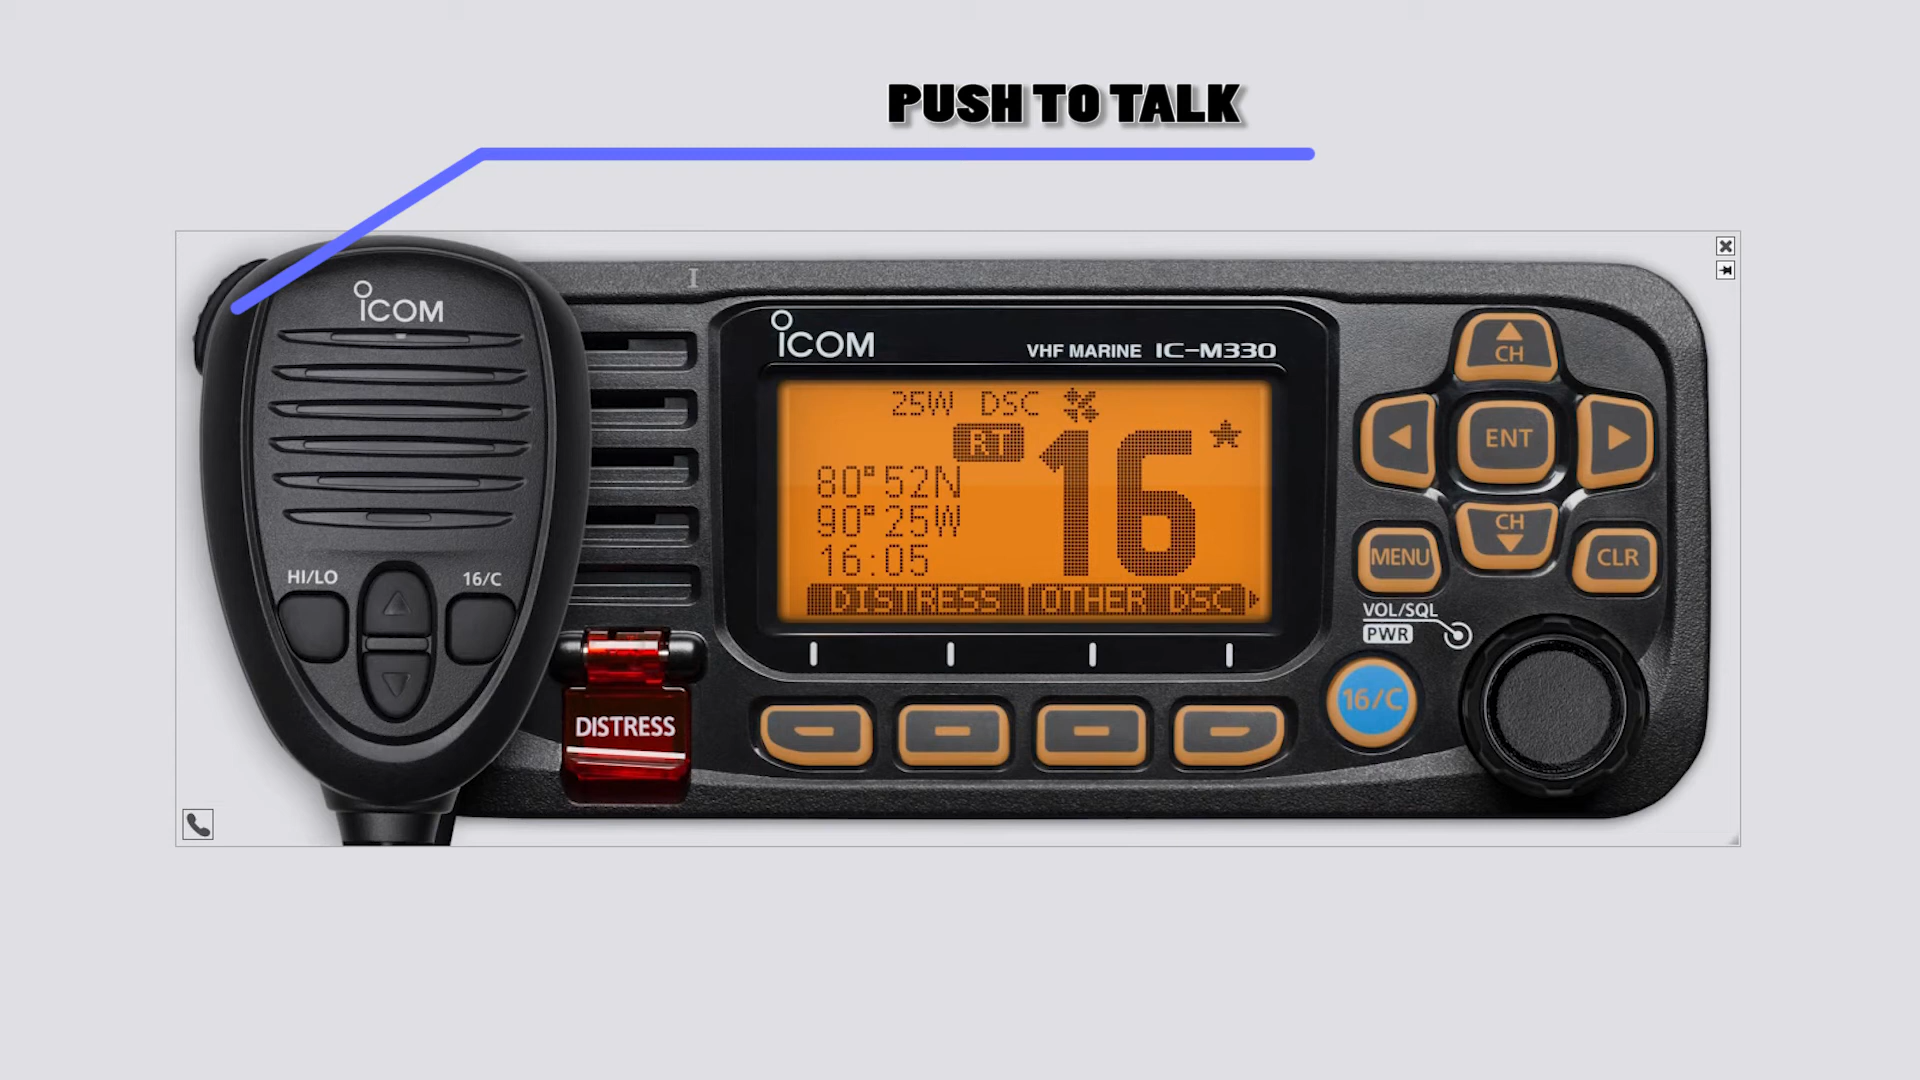 PUSH TO TALK
ICOM
HI/LO
16/C
DISTRESS
ICOM
VHF MARINE IC-M330
25W DSC
RT
16
80°52N
90°25W
16:05
DISTRESS OTHER DSC
CH
ENT
CH
MENU
CLR
VOL/SQL
PWR
16/C